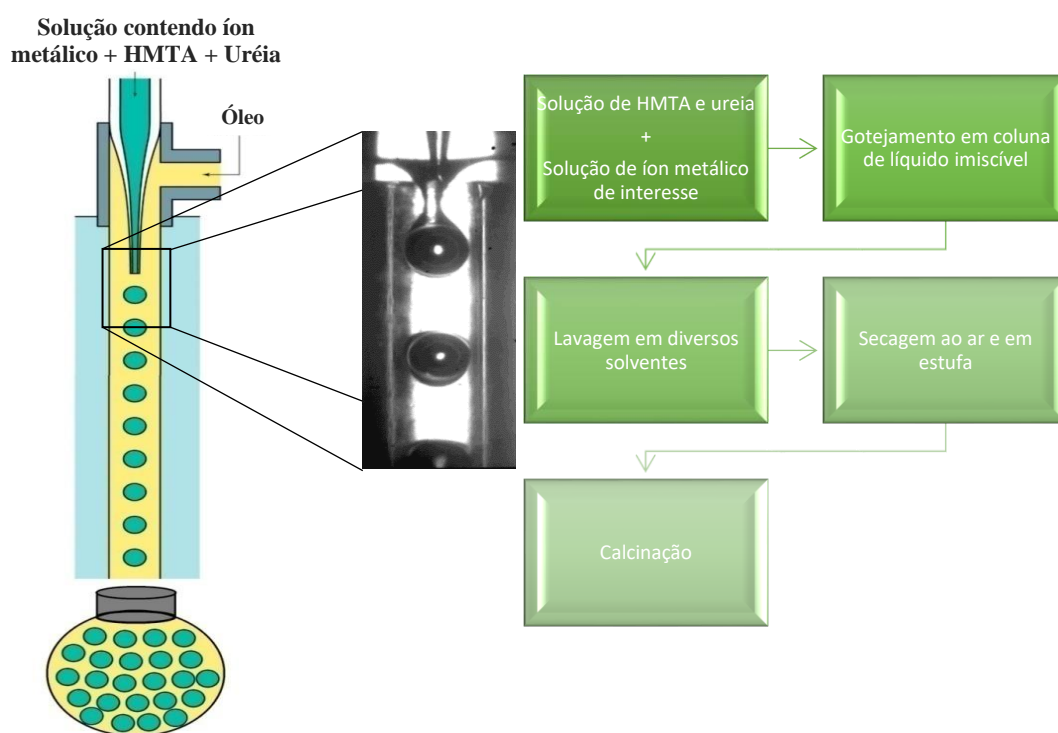 Solução contendo íon
metálico + HMTA + Uréia
Óleo
Solução de HMTA e ureia
+
Solução de íon metálico
de interesse
Gotejamento em coluna
de líquido imiscível
Lavagem em diversos
solventes
Secagem ao ar e em
estufa
Calcinação